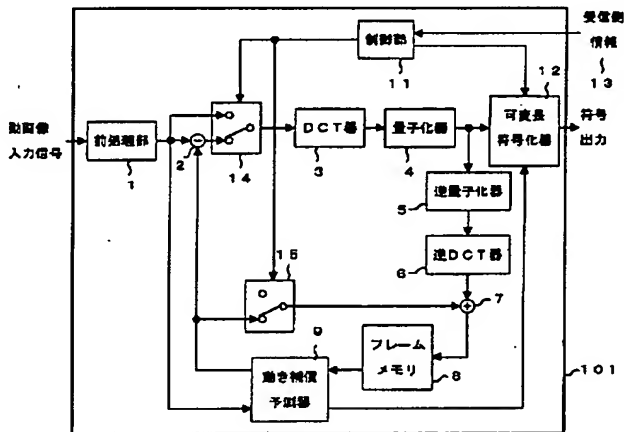 受信側
情報
13
制御部
11
12
可変長
符号化器
符号
出力
動画像
入力信号
前処理部
1
2
14
DCT器
3
量子化器
4
5
逆量子化器
6
逆DCT器
7
15
0
9
動き補償
予測器
フレーム
メモリ
8
101